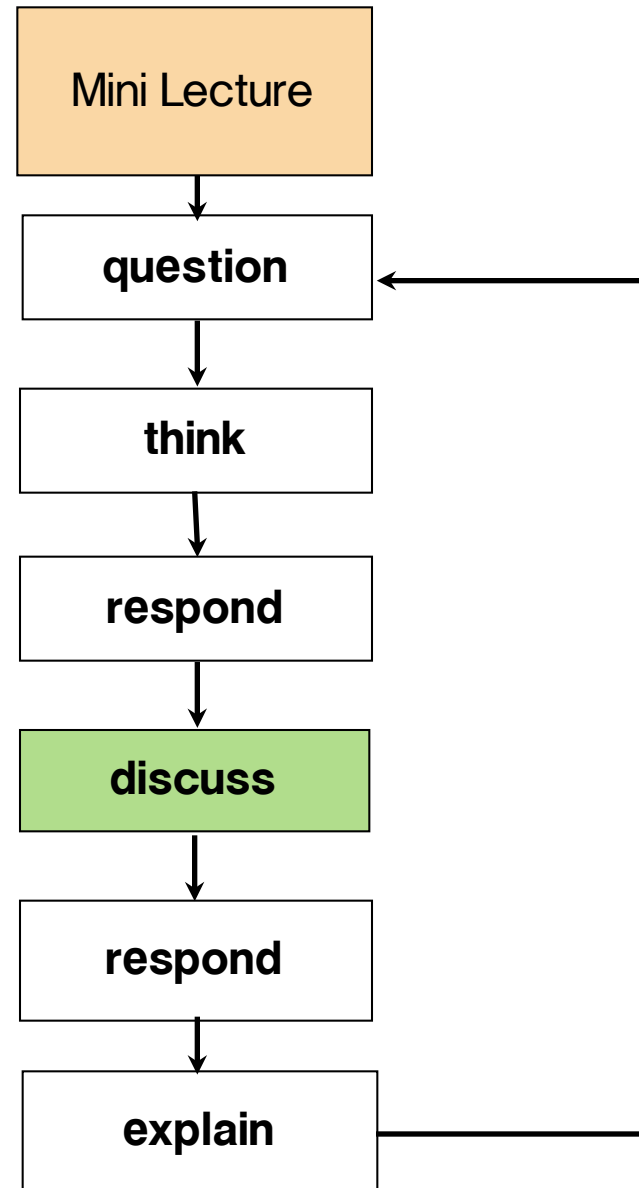 Mini Lecture
question
think
respond
discuss
respond
explain